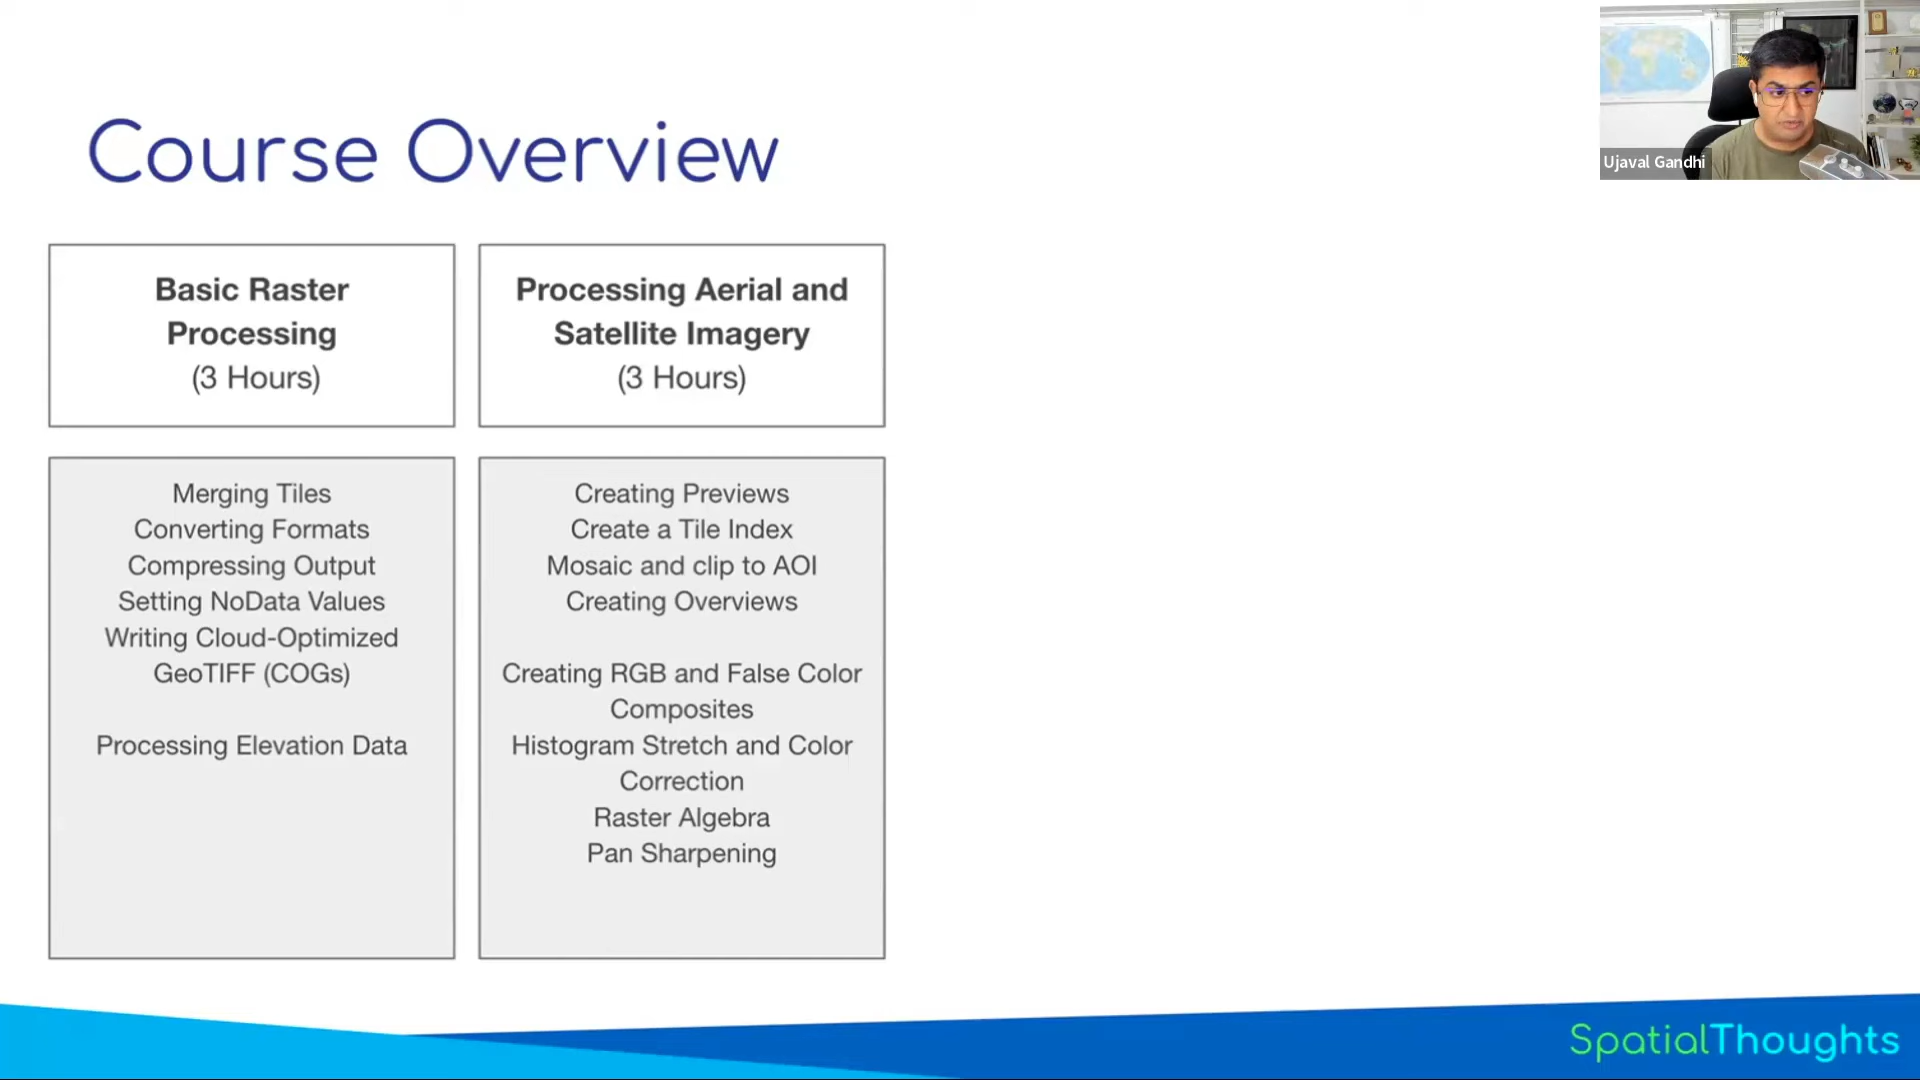 Course Overview
Ujaval Gandhi
Basic Raster
Processing
(3 Hours)
Processing Aerial and
Satellite Imagery
(3 Hours)
Merging Tiles
Converting Formats
Compressing Output
Setting NoData Values
Writing Cloud-Optimized
GeoTIFF (COGs)
Processing Elevation Data
Creating Previews
Create a Tile Index
Mosaic and clip to AOI
Creating Overviews
Creating RGB and False Color
Composites
Histogram Stretch and Color
Correction
Raster Algebra
Pan Sharpening
SpatialThoughts